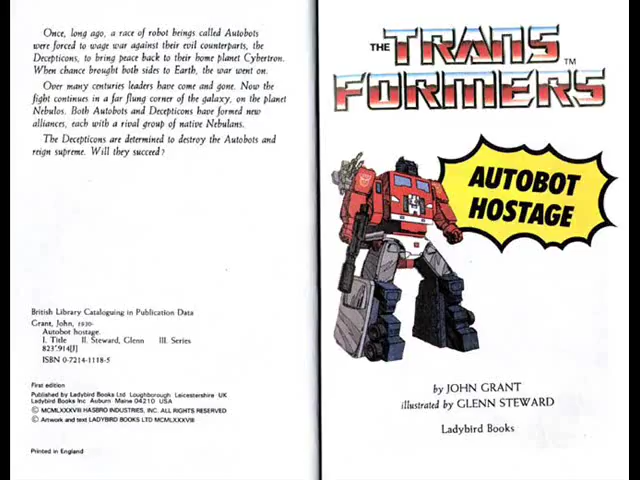 Once, long ago, a race of robot beings called Autobots
were forced to wage war against their evil counterparts, the
Decepticons, to bring peace back to their home planet Cybertron.
When chance brought both sides to Earth, the war went on.
Over many centuries leaders have come and gone. Now the
fight continues in a far flung corner of the galaxy, on the planet
Nebulos. Both Autobots and Decepticons have formed new
alliances, each with a rival group of native Nebulans.
The Decepticons are determined to destroy the Autobots and
reign supreme. Will they succeed?
British Library Cataloguing in Publication Data
Grant, John, 1930-
Autobot hostage.
I. Title II. Steward, Glenn III. Series
823'.914[J]
ISBN 0-7214-1118-5
First edition
Published by Ladybird Books Ltd Loughborough Leicestershire UK
Ladybird Books Inc Auburn Maine 04210 USA
© MCMLXXXVIII HASBRO INDUSTRIES, INC. ALL RIGHTS RESERVED
© Artwork and text LADYBIRD BOOKS LTD MCMLXXXVIII
Printed in England
THE TRANS
FORMERS™
AUTOBOT
HOSTAGE
by JOHN GRANT
illustrated by GLENN STEWARD
Ladybird Books